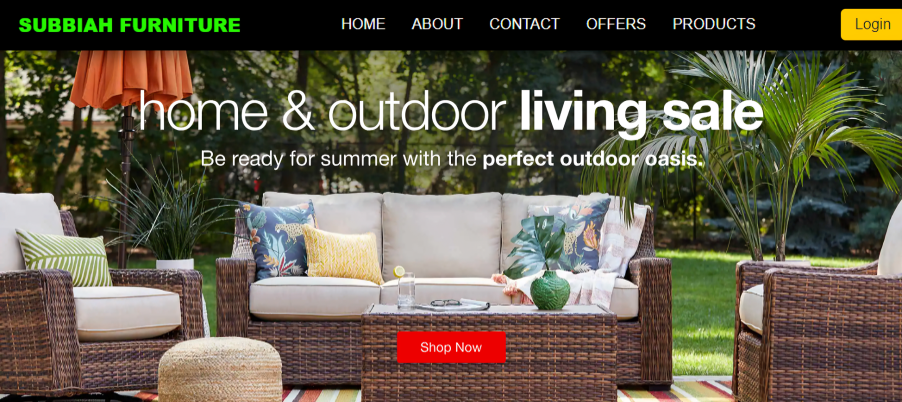 SUBBIAH FURNITURE
HOME ABOUT CONTACT OFFERS PRODUCTS
Login
home & outdoor living sale
Be ready for summer with the perfect outdoor oasis.
Shop Now